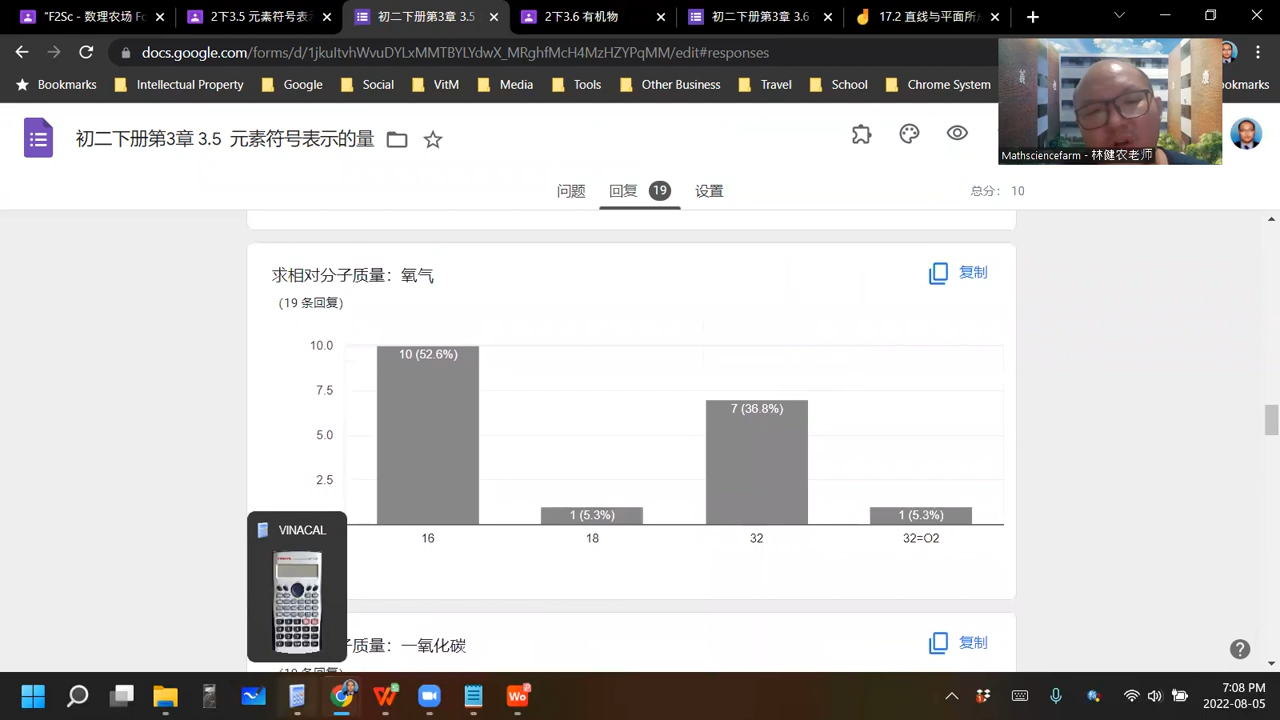 "F2Sc - 数理农场 Fc
2下3.5 元素符号表
初二下册第3章 3.5
2下3.6 有机物
初二下册第3章 3.6
17.2 直线与平面所
docs.google.com/forms/d/
/edit#responses
Bookmarks
Intellectual Property
Google
Social
Vith
Media
Tools
Other Business
Travel
School
Chrome System
ookmarks
初二下册第3章 3.5 元素符号表示的量
Mathsciencefarm - 林健农老师
问题
回复 19
设置
总分： 10
求相对分子质量：氧气
复制
（19 条回复）
10.0
10 (52.6%)
7.5
7 (36.8%)
5.0
2.5
1 (5.3%)
1 (5.3%)
VINACAL
16
18
32
32=O2
子质量：一氧化碳
复制
7:08 PM
2022-08-05